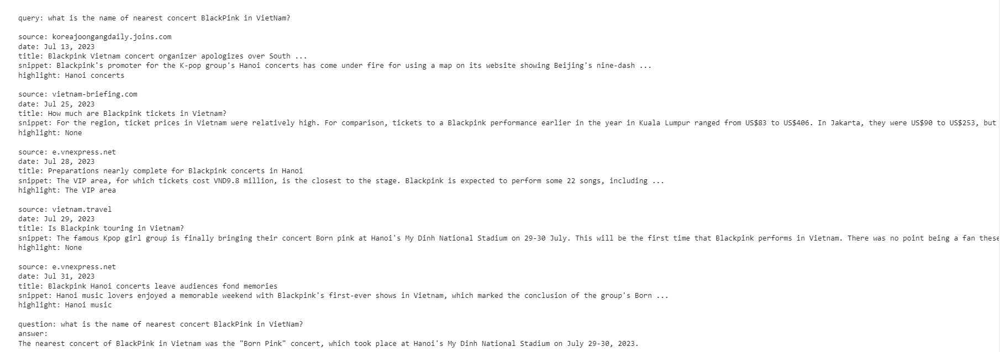 query: what is the name of nearest concert BlackPink in VietNam?
source: koreajoongangdaily.joins.com
date: Jul 13, 2023
title: Blackpink Vietnam concert organizer apologizes over South ...
snippet: Blackpink's promoter for the K-pop group's Hanoi concerts has come under fire for using a map on its website showing Beijing's nine-dash ...
highlight: Hanoi concerts
source: vietnam-briefing.com
date: Jul 25, 2023
title: How much are Blackpink tickets in Vietnam?
snippet: For the region, ticket prices in Vietnam were relatively high. For comparison, tickets to a Blackpink performance earlier in the year in Kuala Lumpur ranged from US$83 to US$406. In Jakarta, they were US$90 to US$253, but
highlight: None
source: e.vnexpress.net
date: Jul 28, 2023
title: Preparations nearly complete for Blackpink concerts in Hanoi
snippet: The VIP area, for which tickets cost VND9.8 million, is the closest to the stage. Blackpink is expected to perform some 22 songs, including ...
highlight: The VIP area
source: vietnam.travel
date: Jul 29, 2023
title: Is Blackpink touring in Vietnam?
snippet: The famous Kpop girl group is finally bringing their concert Born pink at Hanoi's My Dinh National Stadium on 29-30 July. This will be the first time that Blackpink performs in Vietnam. There was no point being a fan these
highlight: None
source: e.vnexpress.net
date: Jul 31, 2023
title: Blackpink Hanoi concerts leave audiences fond memories
snippet: Hanoi music lovers enjoyed a memorable weekend with Blackpink's first-ever shows in Vietnam, which marked the conclusion of the group's Born ...
highlight: Hanoi music
question: what is the name of nearest concert BlackPink in VietNam?
answer:
The nearest concert of BlackPink in Vietnam was the "Born Pink" concert, which took place at Hanoi's My Dinh National Stadium on July 29-30, 2023.